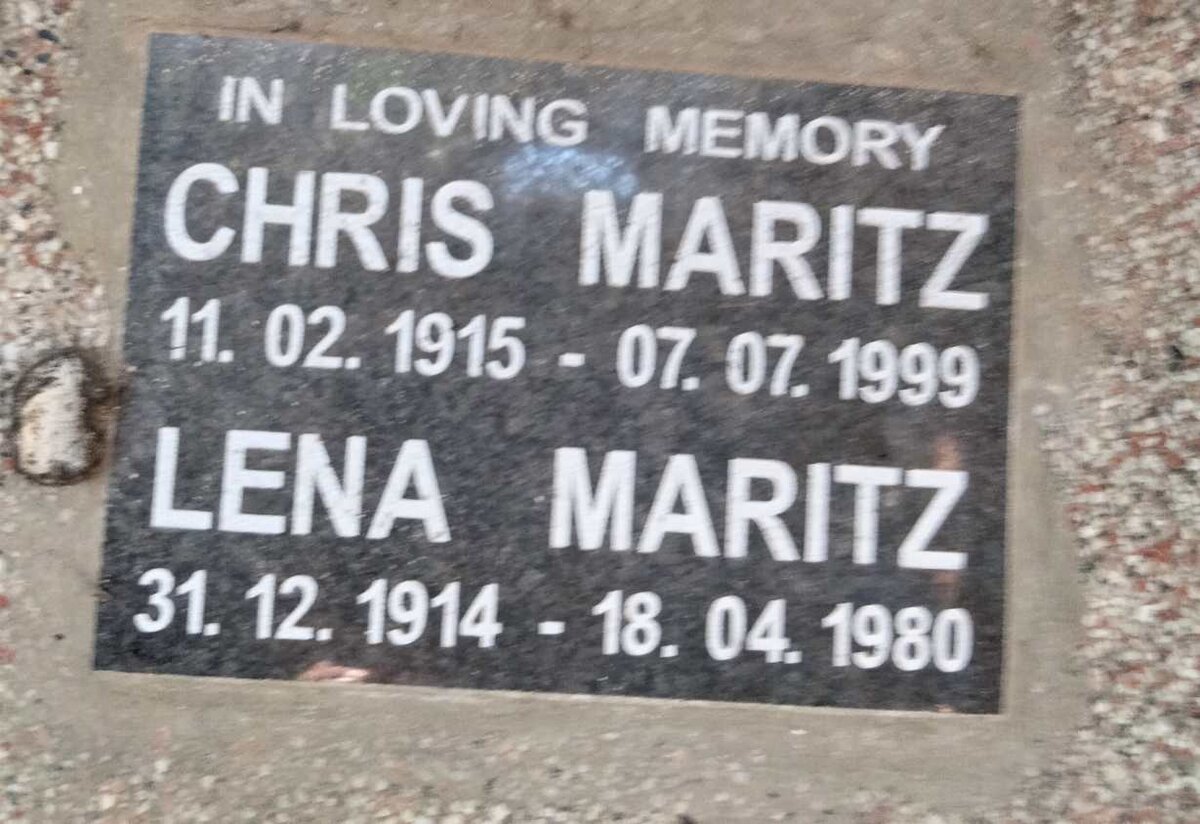 IN LOVING MEMORY
CHRIS MARITZ
11. 02. 1915 - 07. 07. 1999
LENA MARITZ
31. 12. 1914 - 18. 04. 1980